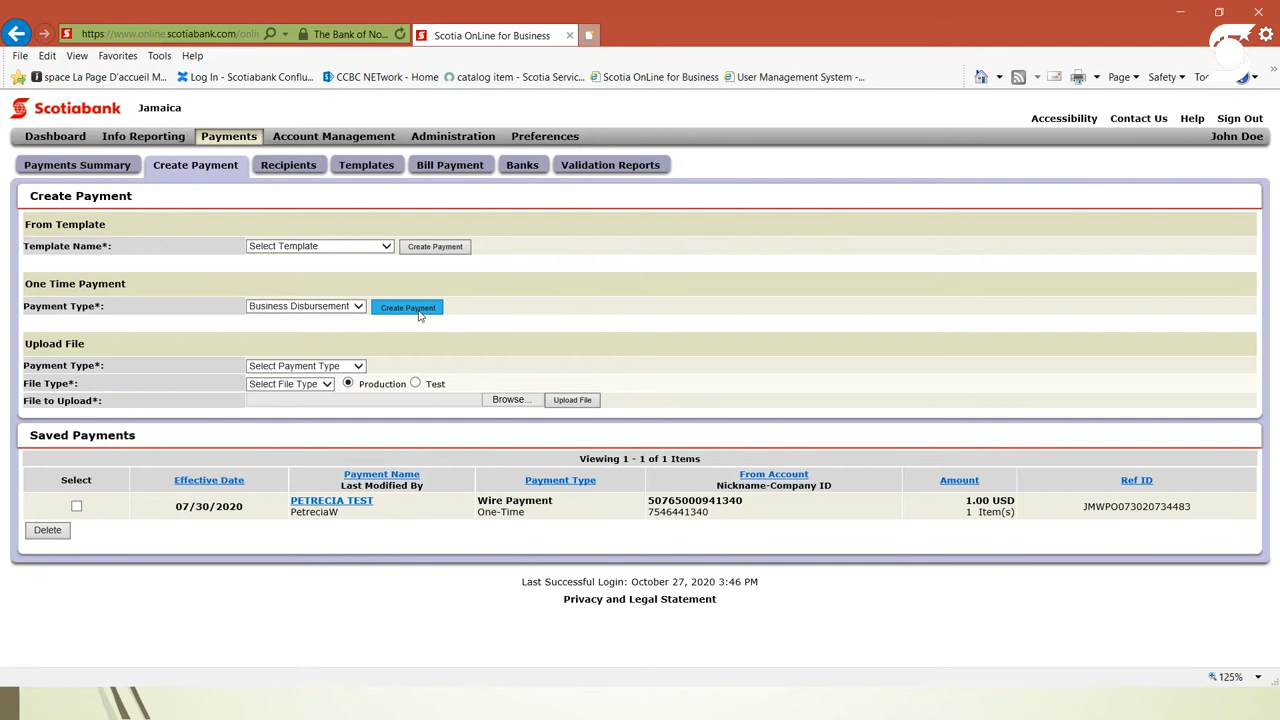 https://www.online.scotiabank.com/onli
The Bank of No...
Scotia OnLine for Business
File Edit View Favorites Tools Help
space La Page D'accueil M... Log In - Scotiabank Conflu... CCBC NETwork - Home catalog item - Scotia Servic... Scotia OnLine for Business User Management System -... Page Safety
Scotiabank Jamaica
Accessibility Contact Us Help Sign Out
Dashboard Info Reporting Payments Account Management Administration Preferences John Doe
Payments Summary Create Payment Recipients Templates Bill Payment Banks Validation Reports
Create Payment
From Template
Template Name*: Select Template Create Payment
One Time Payment
Payment Type*: Business Disbursement Create Payment
Upload File
Payment Type*: Select Payment Type
File Type*: Select File Type Production Test
File to Upload*: Browse... Upload File
Saved Payments
Viewing 1 - 1 of 1 Items
Select Effective Date Payment Name Last Modified By Payment Type From Account Nickname-Company ID Amount Ref ID
07/30/2020 PETRECIA TEST Wire Payment 50765000941340 1.00 USD JMWPO073020734483
PetreciaW One-Time 7546441340 1 Item(s)
Delete
Last Successful Login: October 27, 2020 3:46 PM
Privacy and Legal Statement
125%